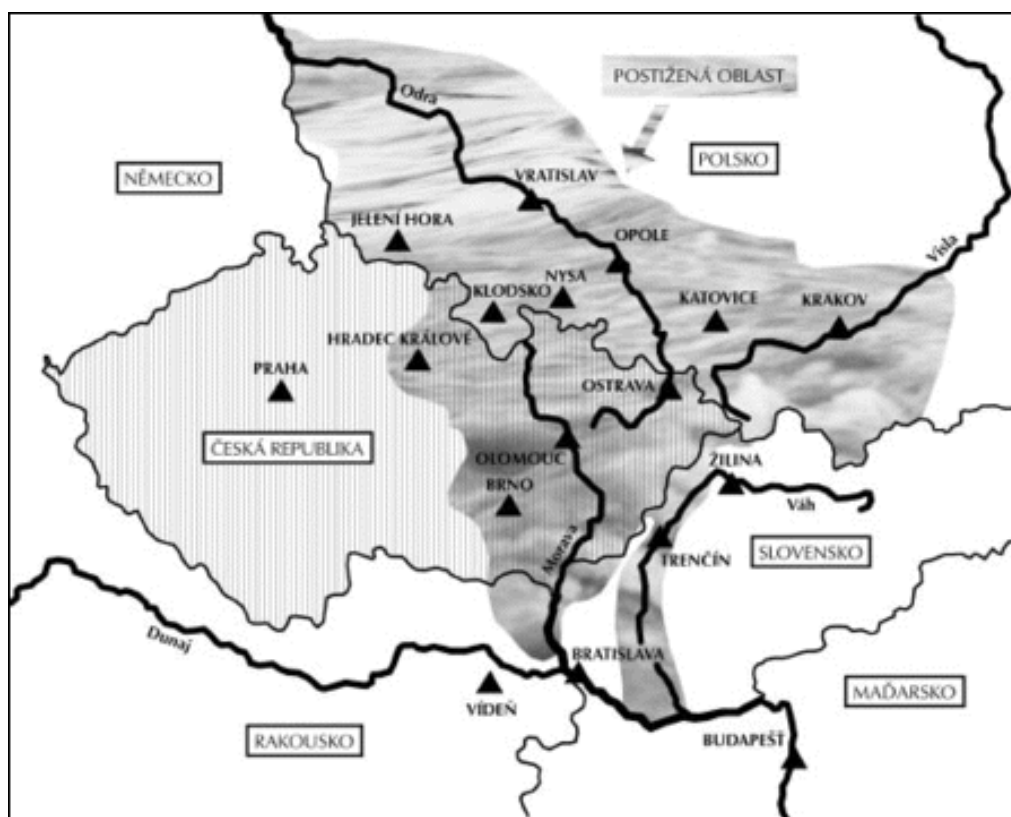 POSTIŽENÁ OBLAST
Odra
POLSKO
NĚMECKO
VRATISLAV
JELENÍ HORA
OPOLE
Visla
NYSA
KLODSKO
KATOVICE
KRAKOV
HRADEC KRÁLOVÉ
PRAHA
OSTRAVA
ČESKÁ REPUBLIKA
OLOMOUC
ŽILINA
BRNO
Váh
Morava
TRENČÍN
SLOVENSKO
Dunaj
BRATISLAVA
VÍDEŇ
MAĎARSKO
RAKOUSKO
BUDAPEŠŤ